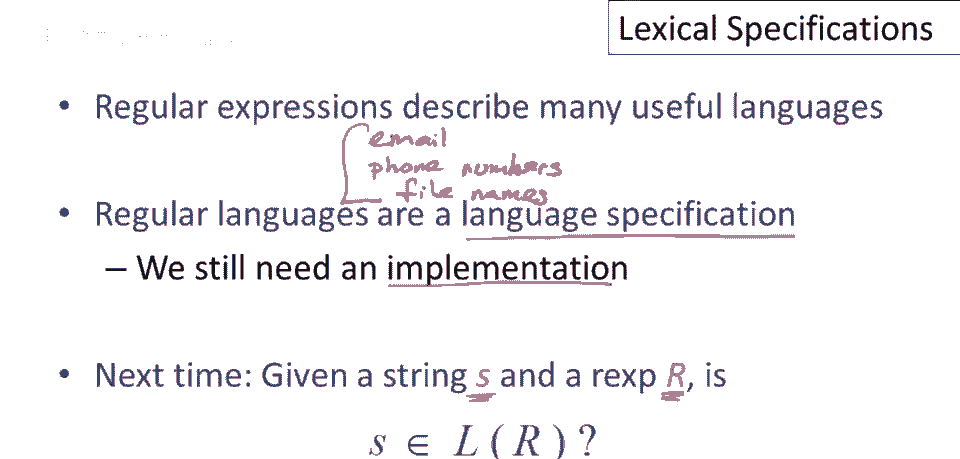 Lexical Specifications
• Regular expressions describe many useful languages
email
phone numbers
file names
• Regular languages are a language specification
– We still need an implementation
• Next time: Given a string s and a rexp R, is
s ∈ L ( R ) ?